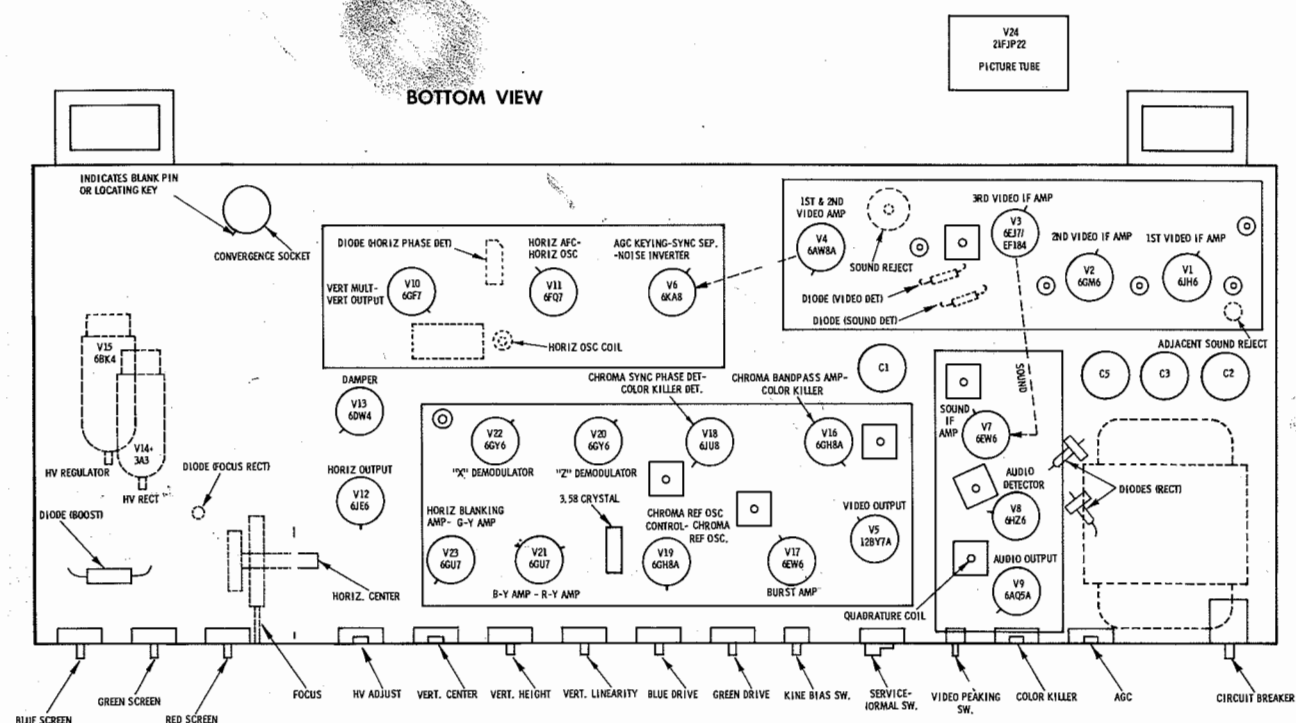 V24
21FJP22
PICTURE TUBE
BOTTOM VIEW
INDICATES BLANK PIN
OR LOCATING KEY
CONVERGENCE SOCKET
DIODE (HORIZ PHASE DET)
HORIZ AFC-
HORIZ OSC
AGC KEYING-SYNC SEP.
-NOISE INVERTER
VERT MULT-
VERT OUTPUT
V10
6GF7
V11
6FQ7
V6
6KA8
HORIZ OSC COIL
1ST & 2ND
VIDEO AMP
V4
6AW8A
SOUND REJECT
3RD VIDEO IF AMP
V3
6EJ7/
EF184
2ND VIDEO IF AMP
V2
6GM6
1ST VIDEO IF AMP
V1
6JH6
DIODE (VIDEO DET)
DIODE (SOUND DET)
ADJACENT SOUND REJECT
V15
6BK4
V14
3A3
HV REGULATOR
HV RECT
DIODE (FOCUS RECT)
DIODE (BOOST)
DAMPER
V13
6DW4
HORIZ OUTPUT
V12
6JE6
HORIZ. CENTER
CHROMA SYNC PHASE DET-
COLOR KILLER DET.
CHROMA BANDPASS AMP-
COLOR KILLER
V22
6GY6
"X" DEMODULATOR
V20
6GY6
"Z" DEMODULATOR
V18
6JU8
V16
6GH8A
3.58 CRYSTAL
HORIZ BLANKING
AMP- G-Y AMP
V23
6GU7
V21
6GU7
B-Y AMP - R-Y AMP
CHROMA REF OSC
CONTROL- CHROMA
REF OSC.
V19
6GH8A
V17
6EW6
BURST AMP
VIDEO OUTPUT
V5
12BY7A
C1
C5
C3
C2
SOUND
SOUND
IF
AMP
V7
6EW6
AUDIO
DETECTOR
V8
6HZ6
DIODES (RECT)
AUDIO OUTPUT
V9
6AQ5A
QUADRATURE COIL
BLUE SCREEN
GREEN SCREEN
RED SCREEN
FOCUS
HV ADJUST
VERT. CENTER
VERT. HEIGHT
VERT. LINEARITY
BLUE DRIVE
GREEN DRIVE
KINE BIAS SW.
SERVICE-
NORMAL SW.
VIDEO PEAKING
SW.
COLOR KILLER
AGC
CIRCUIT BREAKER